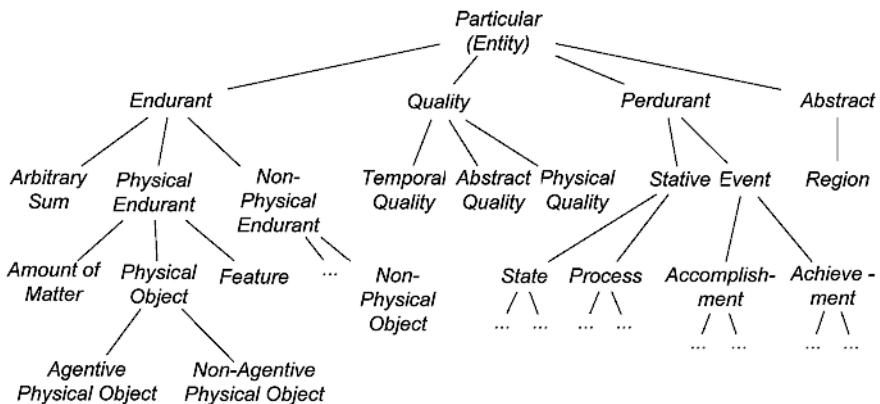 Particular
(Entity)
Endurant Quality Perdurant Abstract
Arbitrary
Sum
Physical
Endurant
Non-
Physical
Endurant
Temporal
Quality
Abstract
Quality
Physical
Quality
Stative Event
Region
Amount of
Matter
Physical
Object
Feature
...
Non-
Physical
Object
State
Process
Accomplish-
ment
Achieve -
ment
... ...
... ...
... ...
... ...
Agentive
Physical Object
Non-Agentive
Physical Object